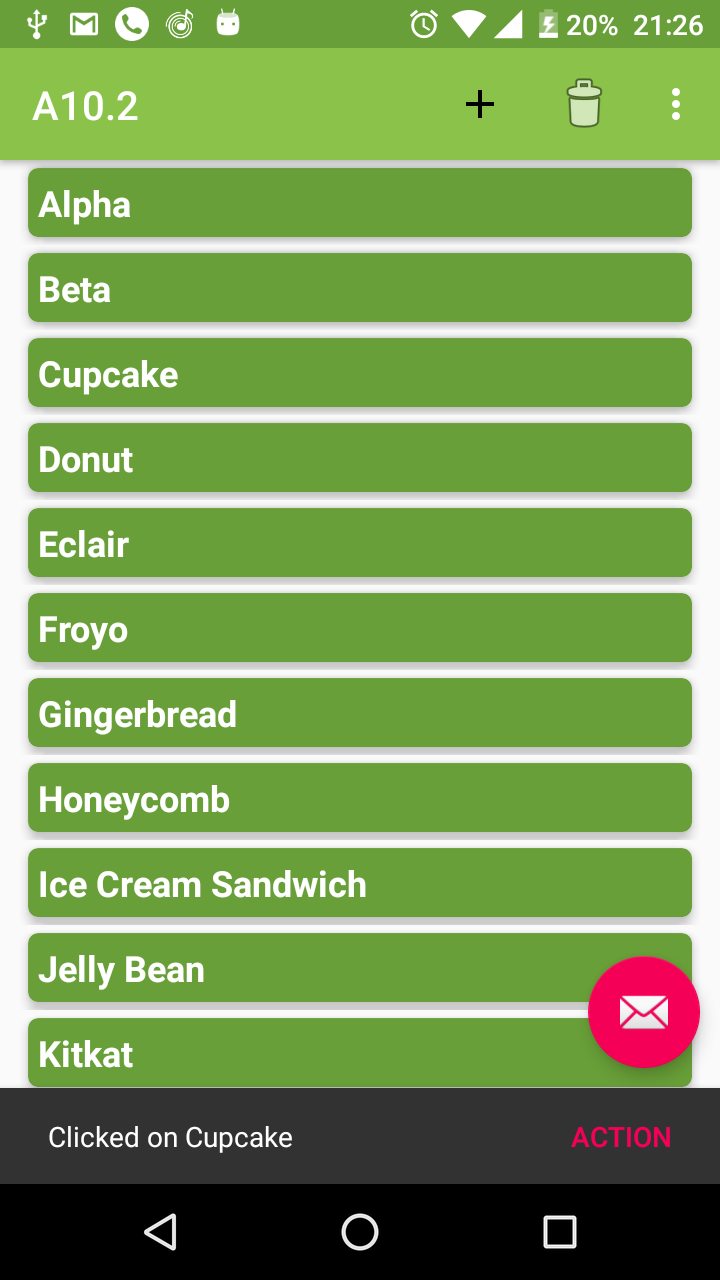 20% 21:26
A10.2
Alpha
Beta
Cupcake
Donut
Eclair
Froyo
Gingerbread
Honeycomb
Ice Cream Sandwich
Jelly Bean
Kitkat
Clicked on Cupcake ACTION